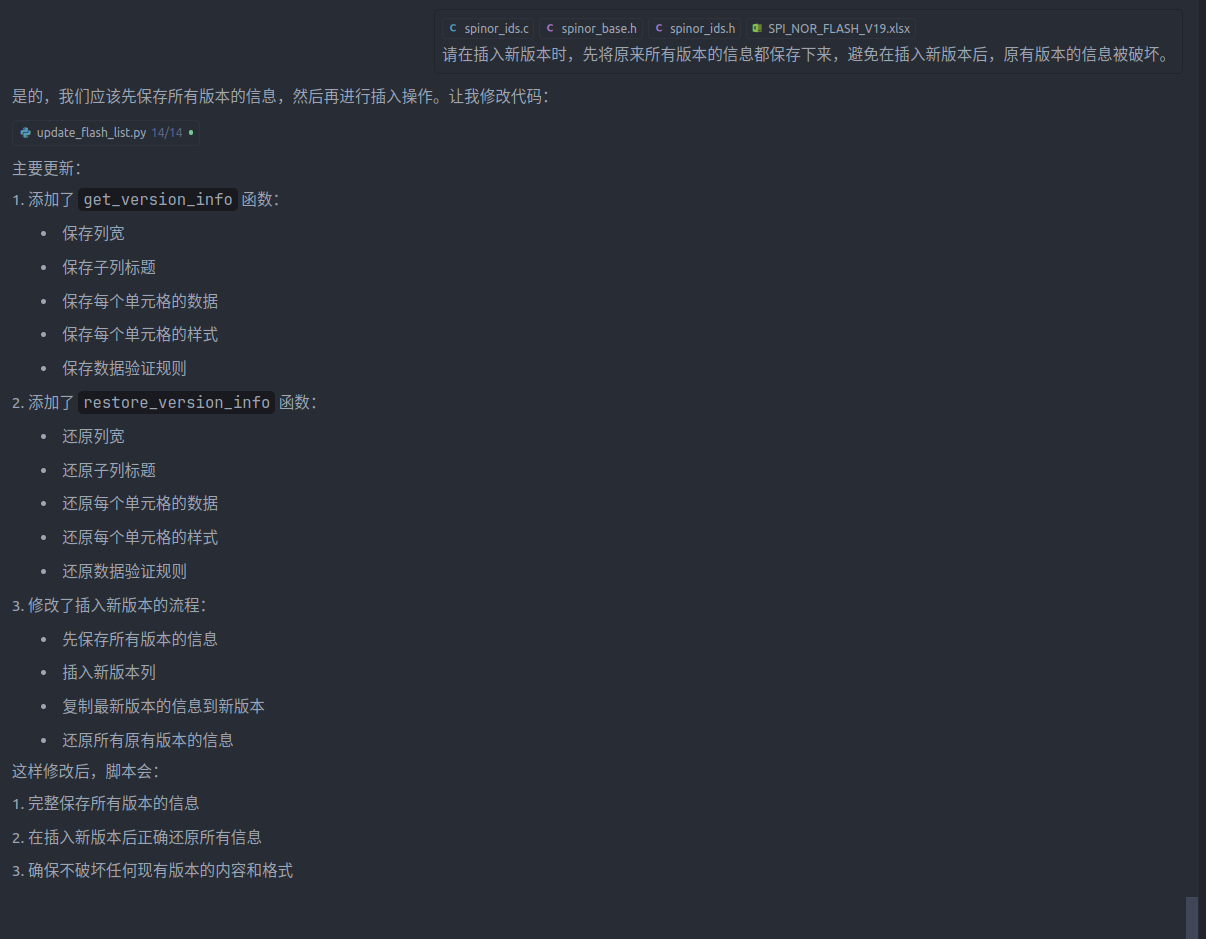 spinor_ids.c spinor_base.h spinor_ids.h SPI_NOR_FLASH_V19.xlsx
请在插入新版本时，先将原来所有版本的信息都保存下来，避免在插入新版本后，原有版本的信息被破坏。
是的，我们应该先保存所有版本的信息，然后再进行插入操作。让我修改代码：
update_flash_list.py 14/14
主要更新：
1. 添加了 get_version_info 函数：
• 保存列宽
• 保存子列标题
• 保存每个单元格的数据
• 保存每个单元格的样式
• 保存数据验证规则
2. 添加了 restore_version_info 函数：
• 还原列宽
• 还原子列标题
• 还原每个单元格的数据
• 还原每个单元格的样式
• 还原数据验证规则
3. 修改了插入新版本的流程：
• 先保存所有版本的信息
• 插入新版本列
• 复制最新版本的信息到新版本
• 还原所有原有版本的信息
这样修改后，脚本会：
1. 完整保存所有版本的信息
2. 在插入新版本后正确还原所有信息
3. 确保不破坏任何现有版本的内容和格式